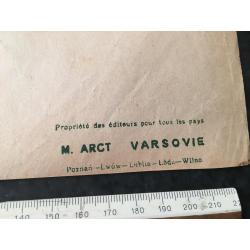 Propriété des éditeurs pour tous les pays
M. ARCT VARSOVIE
Poznań -Lwów- Lublin -Łódź- Wilno
140 150 160 170 180 190 200 210